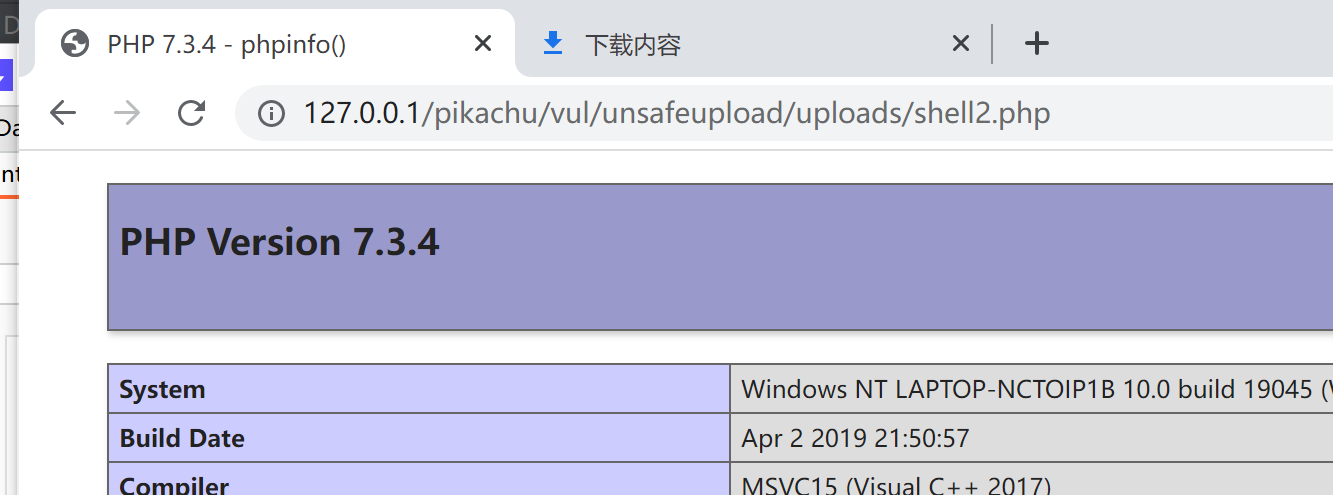 PHP 7.3.4 - phpinfo()
下载内容
127.0.0.1/pikachu/vul/unsafeupload/uploads/shell2.php
PHP Version 7.3.4
System Windows NT LAPTOP-NCTOIP1B 10.0 build 19045 (
Build Date Apr 2 2019 21:50:57
Compiler MSVC15 (Visual C++ 2017)